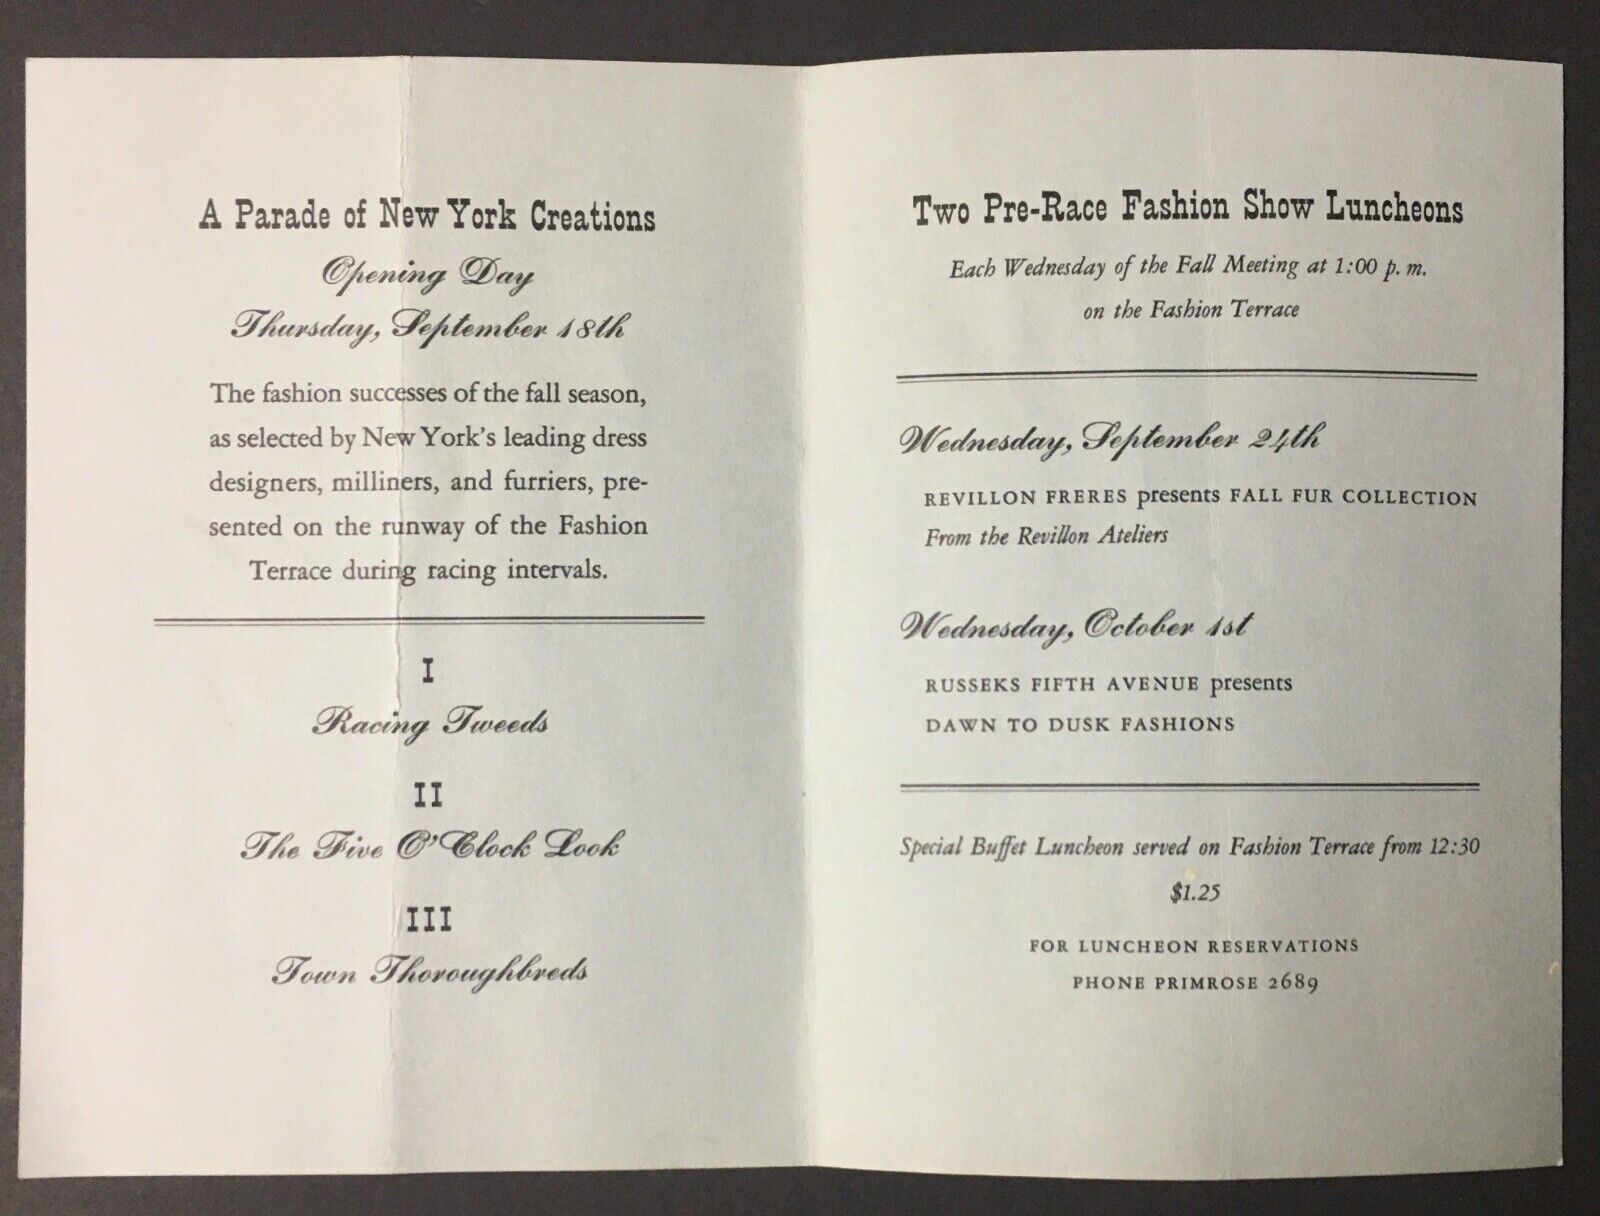 A Parade of New York Creations
Opening Day
Thursday, September 18th
The fashion successes of the fall season,
as selected by New York's leading dress
designers, milliners, and furriers, pre-
sented on the runway of the Fashion
Terrace during racing intervals.
I
Racing Tweeds
II
The Five O'Clock Look
III
Town Thoroughbreds
Two Pre-Race Fashion Show Luncheons
Each Wednesday of the Fall Meeting at 1:00 p. m.
on the Fashion Terrace
Wednesday, September 24th
REVILLON FRERES presents FALL FUR COLLECTION
From the Revillon Ateliers
Wednesday, October 1st
RUSSEKS FIFTH AVENUE presents
DAWN TO DUSK FASHIONS
Special Buffet Luncheon served on Fashion Terrace from 12:30
$1.25
FOR LUNCHEON RESERVATIONS
PHONE PRIMROSE 2689